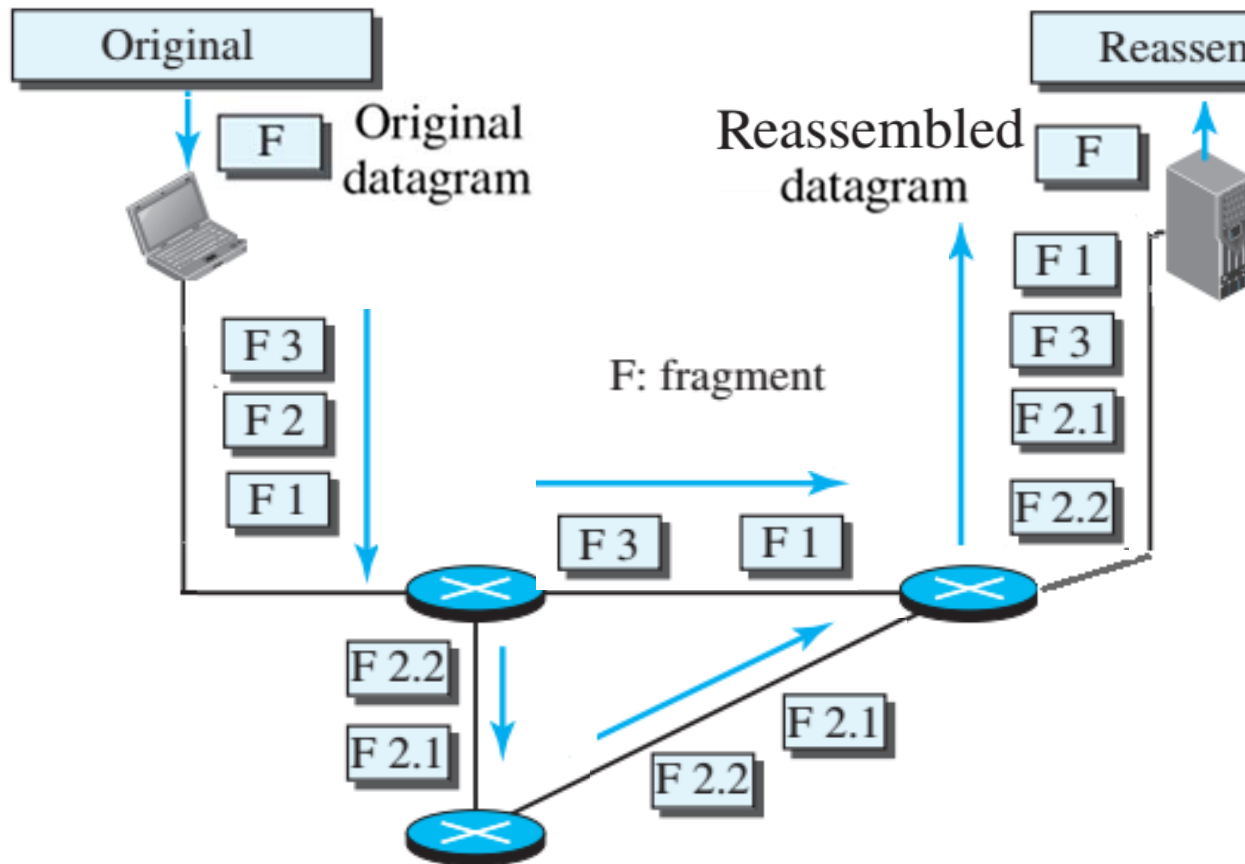 Original
Reassem
F
Original
datagram
Reassembled
datagram
F
F 1
F 3
F 2.1
F 2.2
F 3
F 2
F 1
F: fragment
F 3
F 1
F 2.2
F 2.1
F 2.1
F 2.2